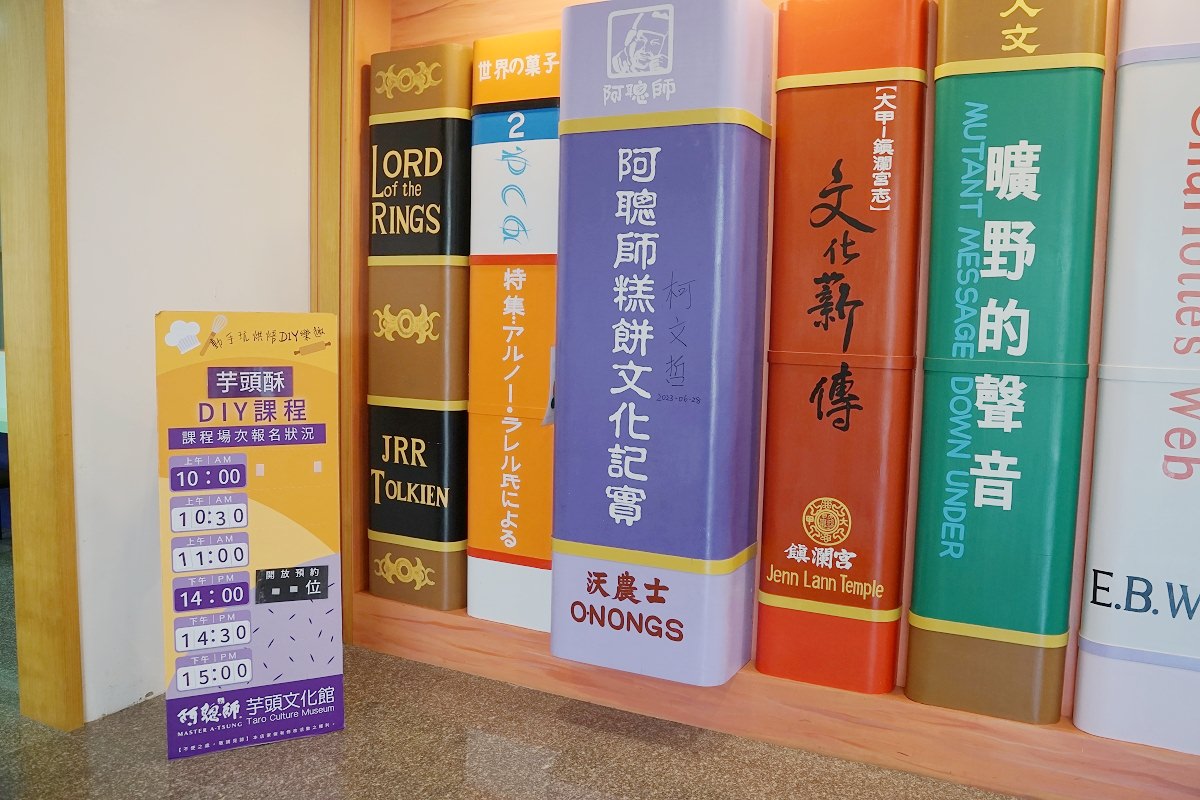 動手玩烘焙DIY樂趣
芋頭酥
DIY課程
課程場次報名狀況
上午|AM
10:00
上午|AM
10:30
上午|AM
11:00
下午|PM
14:00
開放預約
位
下午|PM
14:30
下午|PM
15:00
阿聰師
MASTER A-TSUNG
芋頭文化館
Taro Culture Museum
LORD
of the
RINGS
JRR
TOLKIEN
世界の菓子
2
特集:アルノー・ラレル氏による
阿聰師
阿聰師糕餅文化記實
柯文哲
2023-06-28
沃農士
O'NONGS
【大甲-鎮瀾宮志】
文化薪傳
鎮瀾宮
Jenn Lann Temple
人文
曠野的聲音
MUTANT MESSAGE DOWN UNDER
Charlottes Web
E.B.W